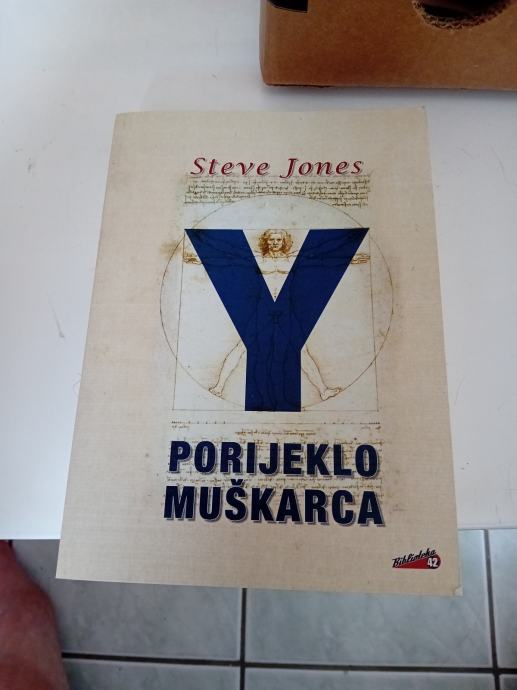 Steve Jones
Y
PORIJEKLO
MUŠKARCA
Biblioteka
42